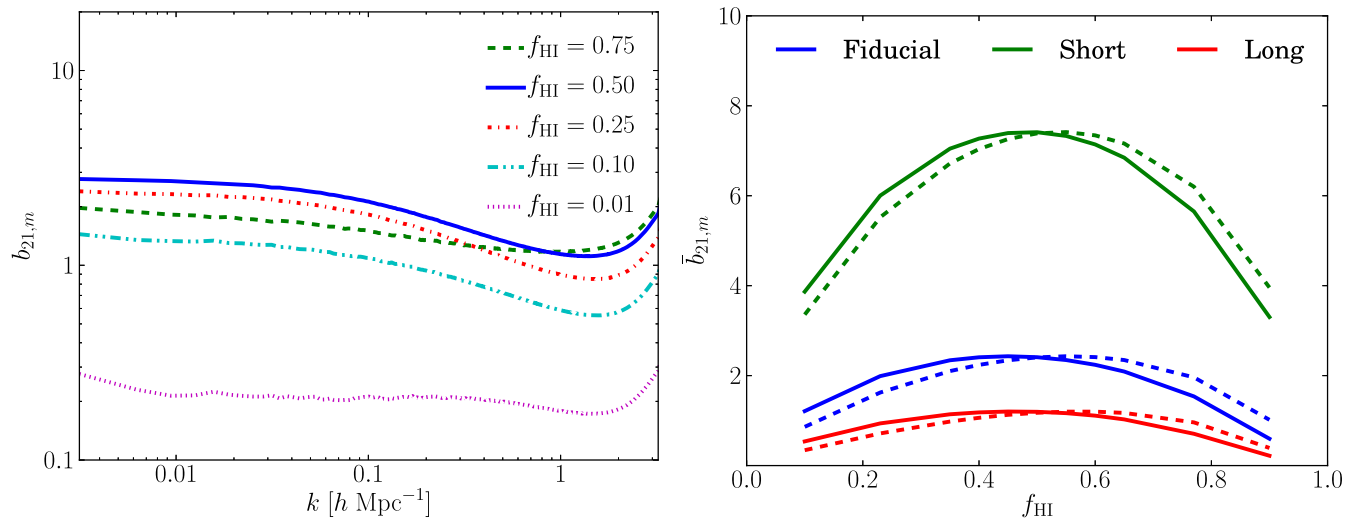 10
1
0.1
0.01
0.1
1
b21,m
k [h Mpc−1]
fHI = 0.75
fHI = 0.50
fHI = 0.25
fHI = 0.10
fHI = 0.01
10
8
6
4
2
0.0
0.2
0.4
0.6
0.8
1.0
b̄21,m
fHI
Fiducial
Short
Long